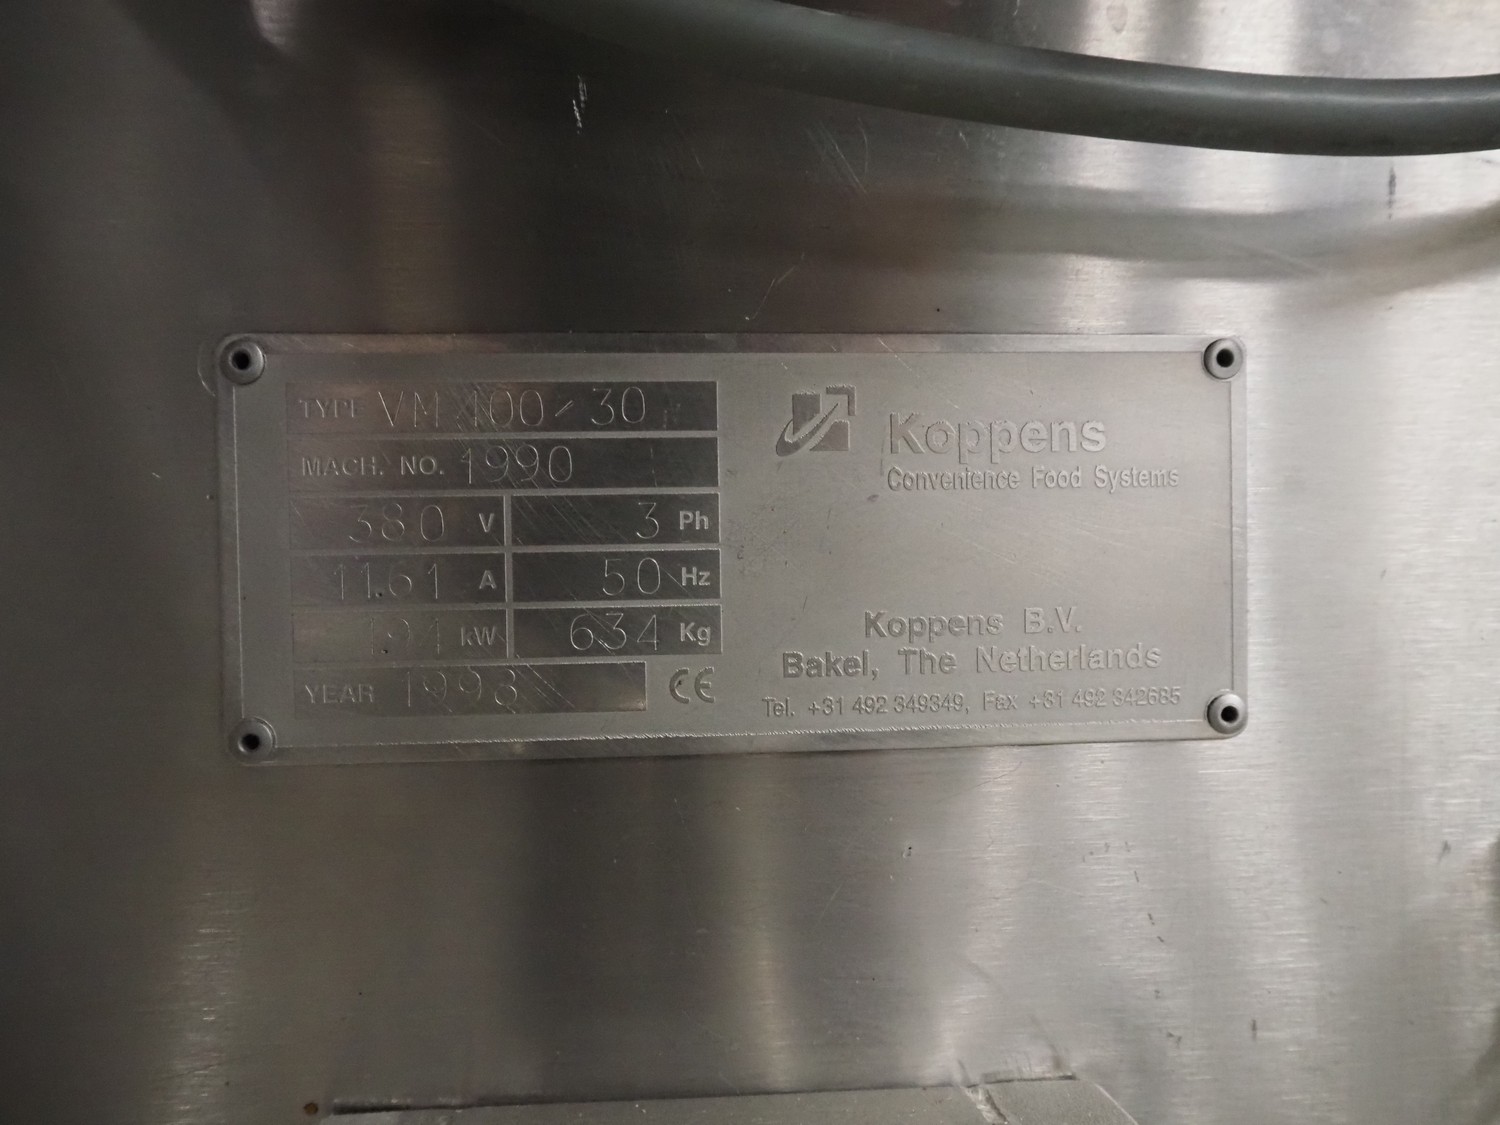 TYPE VM 100/30
MACH. NO. 1990
380 V 3 Ph
11.61 A 50 Hz
kW 634 Kg
YEAR 1998 CE
Koppens
Convenience Food Systems
Koppens B.V.
Bakel, The Netherlands
Tel. +31 492 349349, Fax +31 492 342685